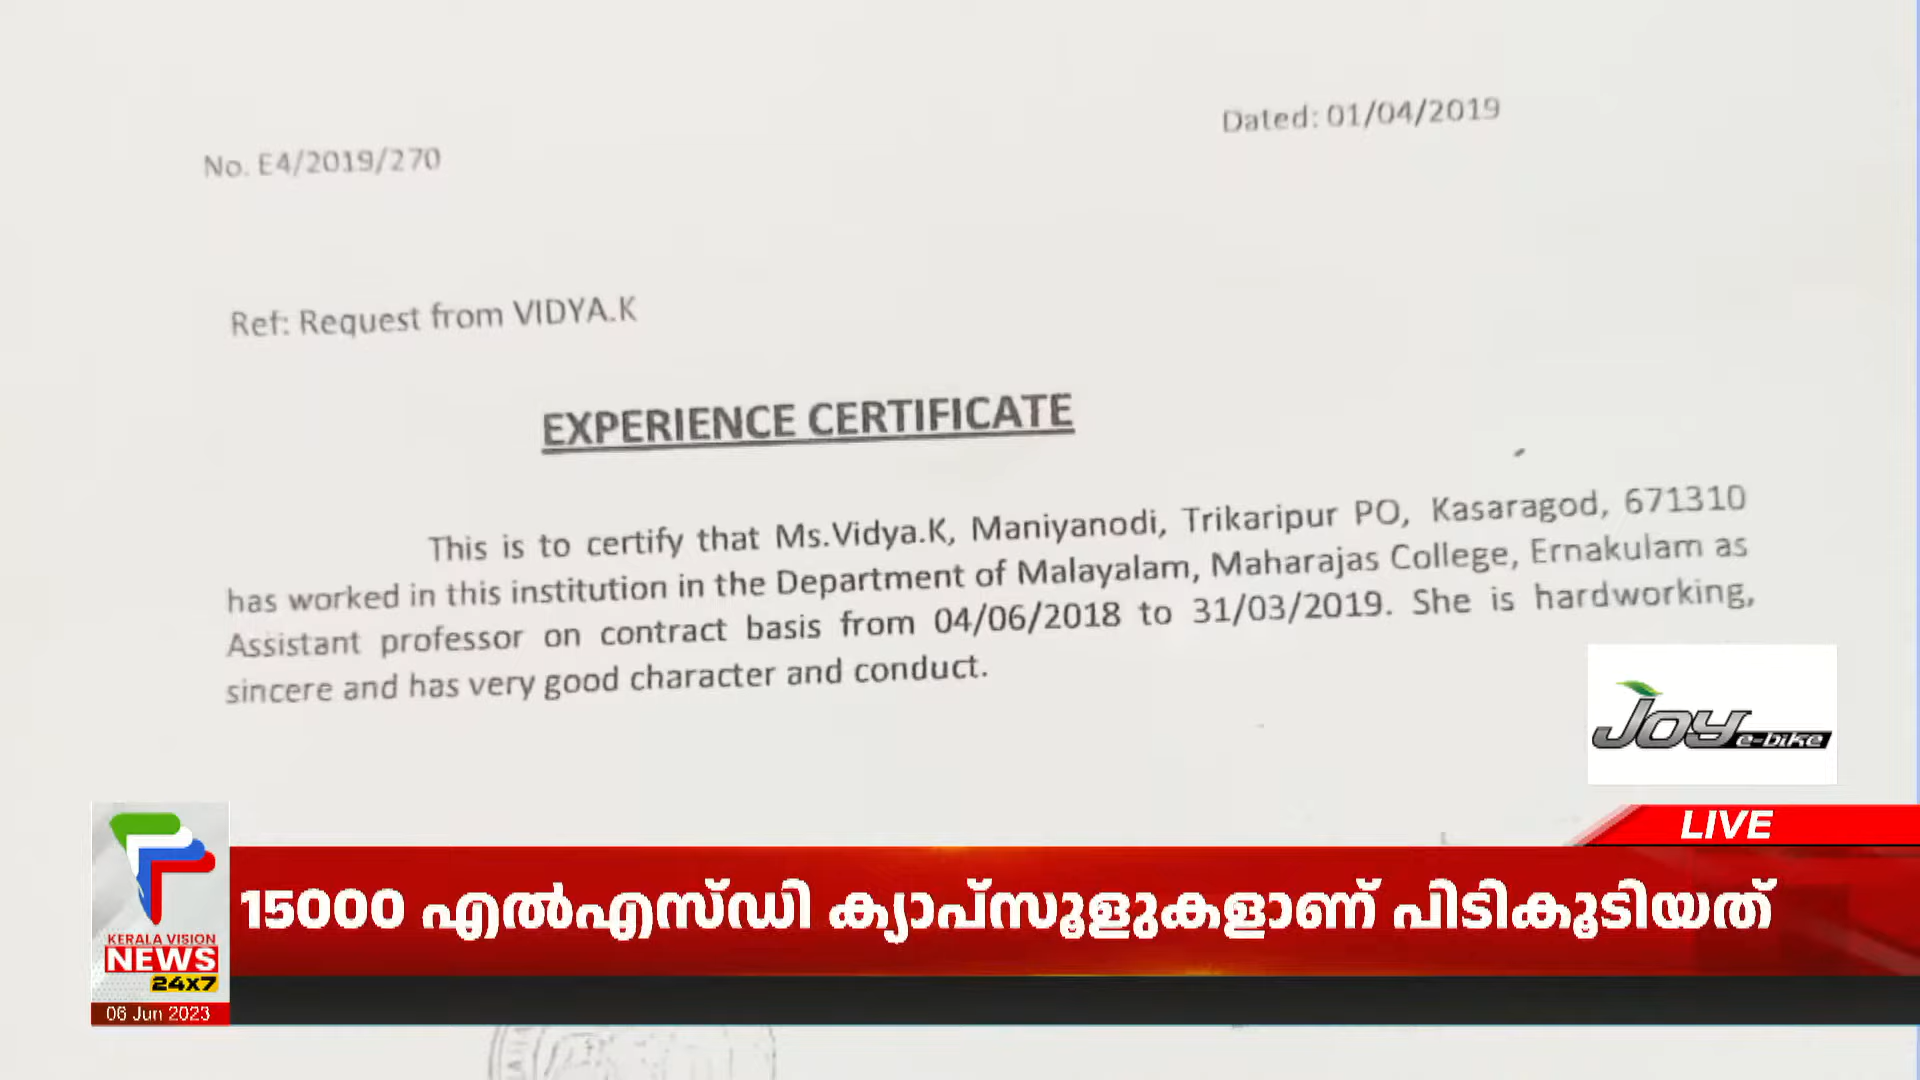 Dated: 01/04/2019
No. E4/2019/270
Ref: Request from VIDYA.K
EXPERIENCE CERTIFICATE
This is to certify that Ms.Vidya.K, Maniyanodi, Trikaripur PO, Kasaragod, 671310
has worked in this institution in the Department of Malayalam, Maharajas College, Ernakulam as
Assistant professor on contract basis from 04/06/2018 to 31/03/2019. She is hardworking,
sincere and has very good character and conduct.
Joy e-bike
LIVE
15000 എൽഎസ്ഡി ക്യാപ്സൂളുകളാണ് പിടികൂടിയത്
KERALA VISION
NEWS
24x7
06 Jun 2023